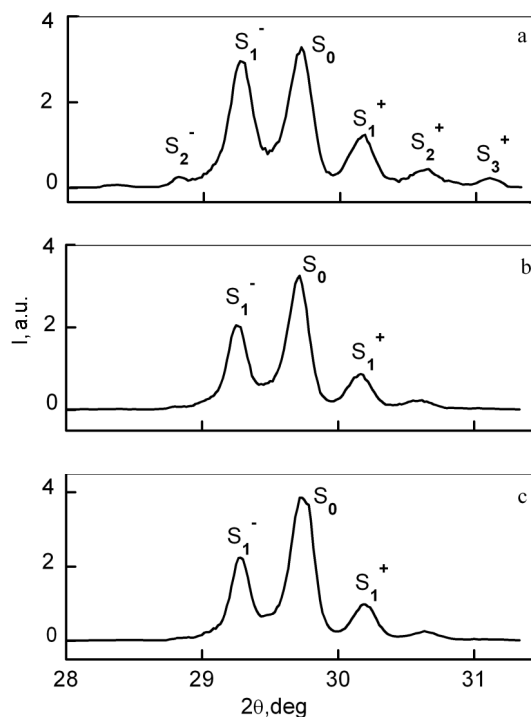 a
4
2
0
S₂⁻
S₁⁻
S₀
S₁⁺
S₂⁺
S₃⁺
b
4
2
0
S₁⁻
S₀
S₁⁺
I, a.u.
c
4
2
0
S₁⁻
S₀
S₁⁺
28 29 30 31
2θ,deg